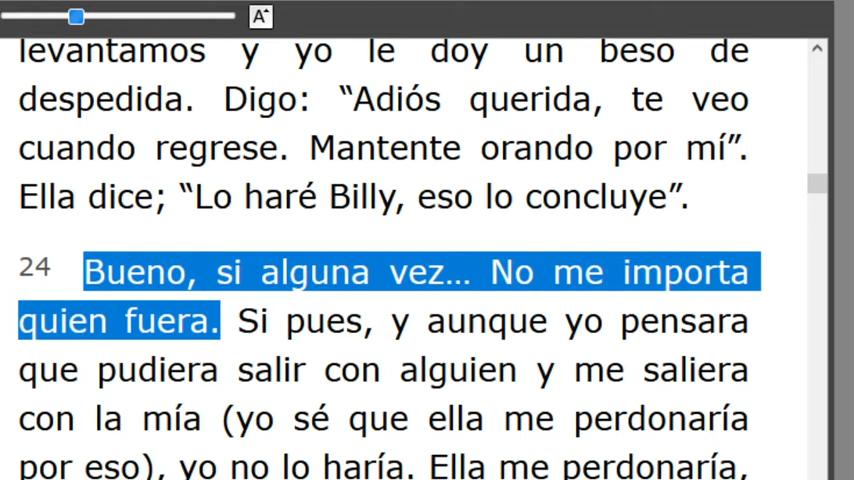 A
levantamos y yo le doy un beso de
despedida. Digo: “Adiós querida, te veo
cuando regrese. Mantente orando por mí”.
Ella dice; “Lo haré Billy, eso lo concluye”.
24 Bueno, si alguna vez... No me importa
quien fuera. Si pues, y aunque yo pensara
que pudiera salir con alguien y me saliera
con la mía (yo sé que ella me perdonaría
por eso), yo no lo haría. Ella me perdonaría,